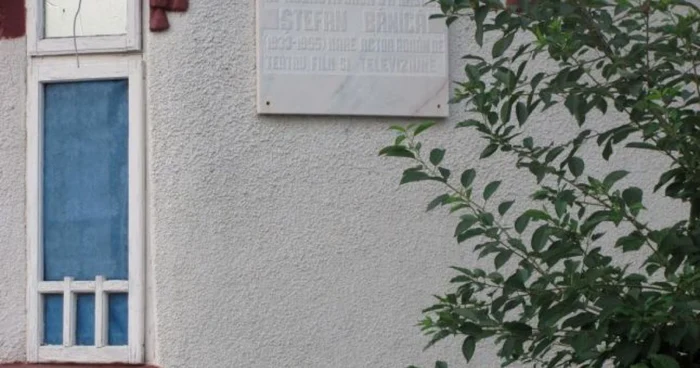 ȘTEFAN BĂNICĂ
(1933-1995) MARE ACTOR ROMÂN DE
TEATRU FILM ȘI TELEVIZIUNE